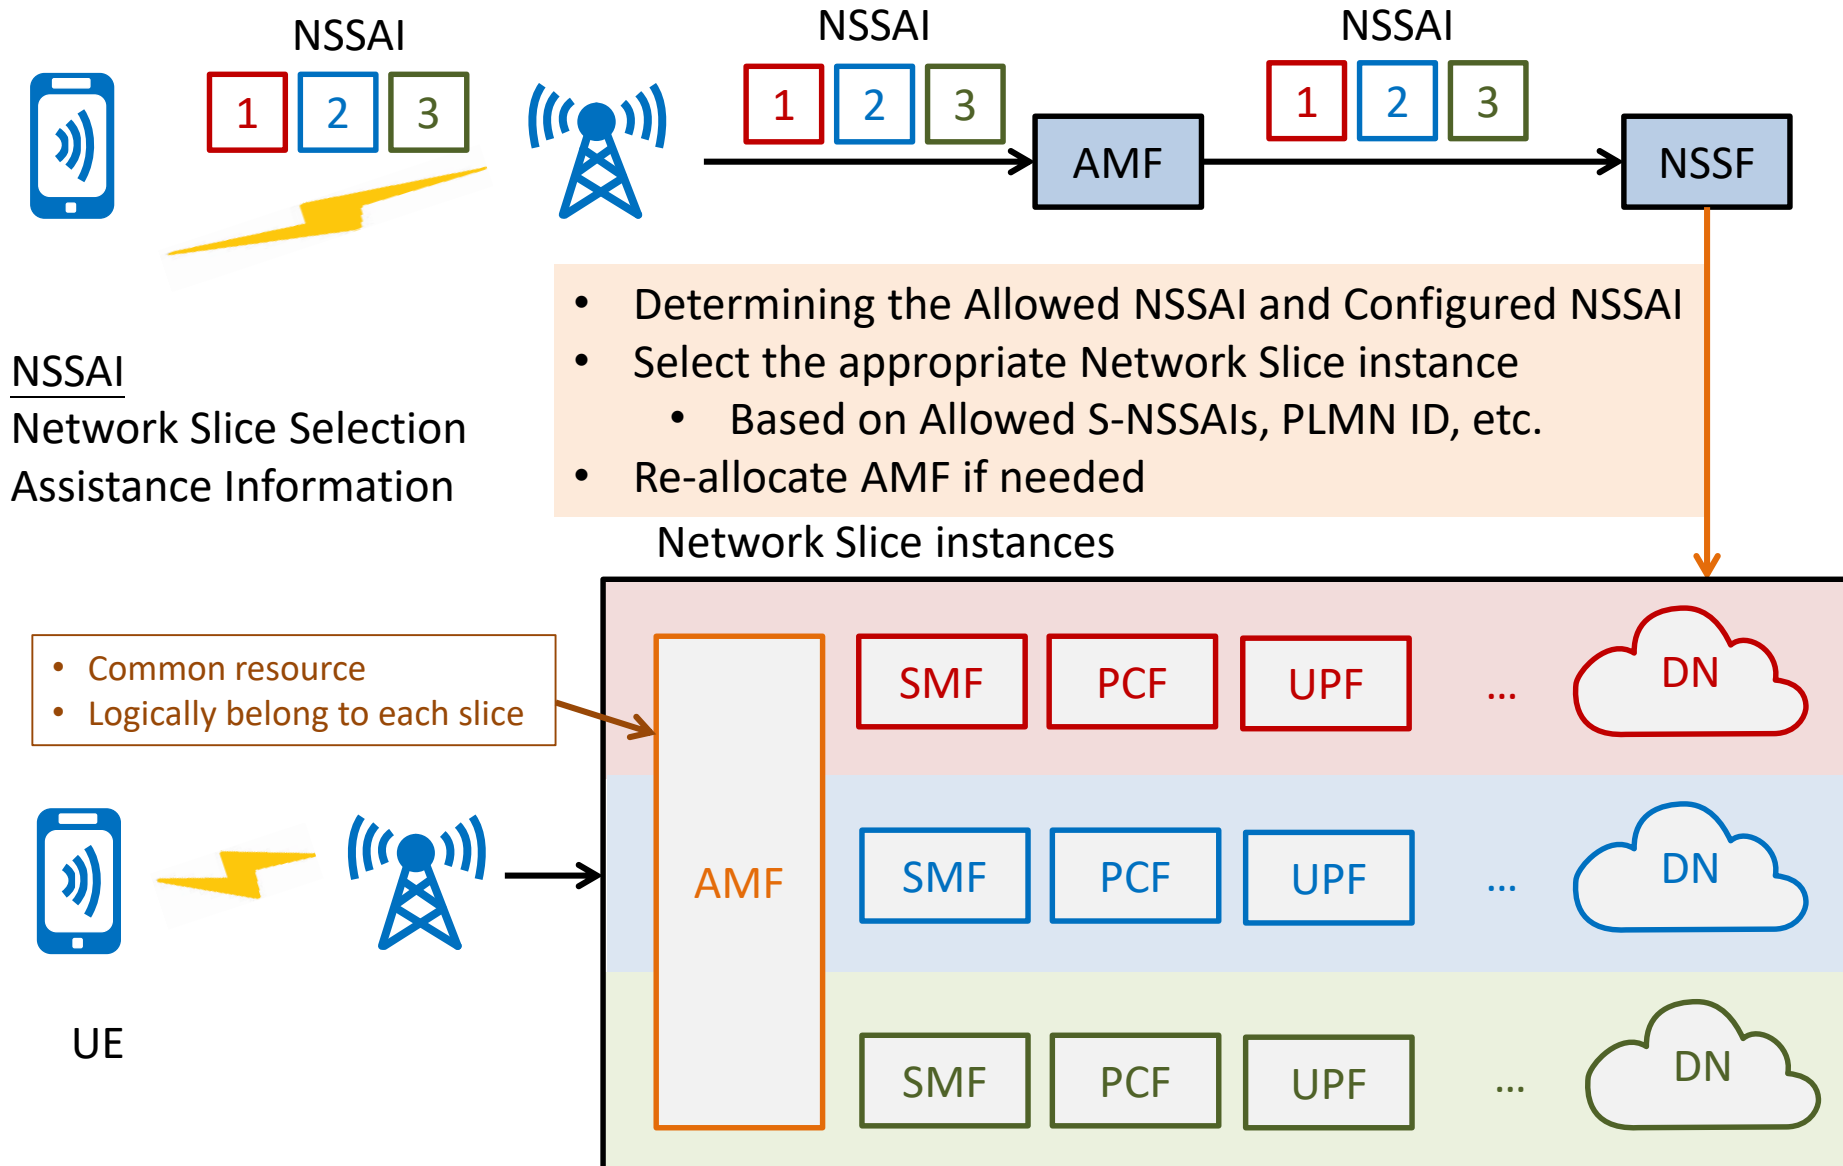 NSSAI
1 2 3
NSSAI
1 2 3
NSSAI
1 2 3
AMF
NSSF
• Determining the Allowed NSSAI and Configured NSSAI
• Select the appropriate Network Slice instance
• Based on Allowed S-NSSAIs, PLMN ID, etc.
• Re-allocate AMF if needed
NSSAI
Network Slice Selection
Assistance Information
Network Slice instances
• Common resource
• Logically belong to each slice
AMF
SMF PCF UPF ... DN
SMF PCF UPF ... DN
SMF PCF UPF ... DN
UE